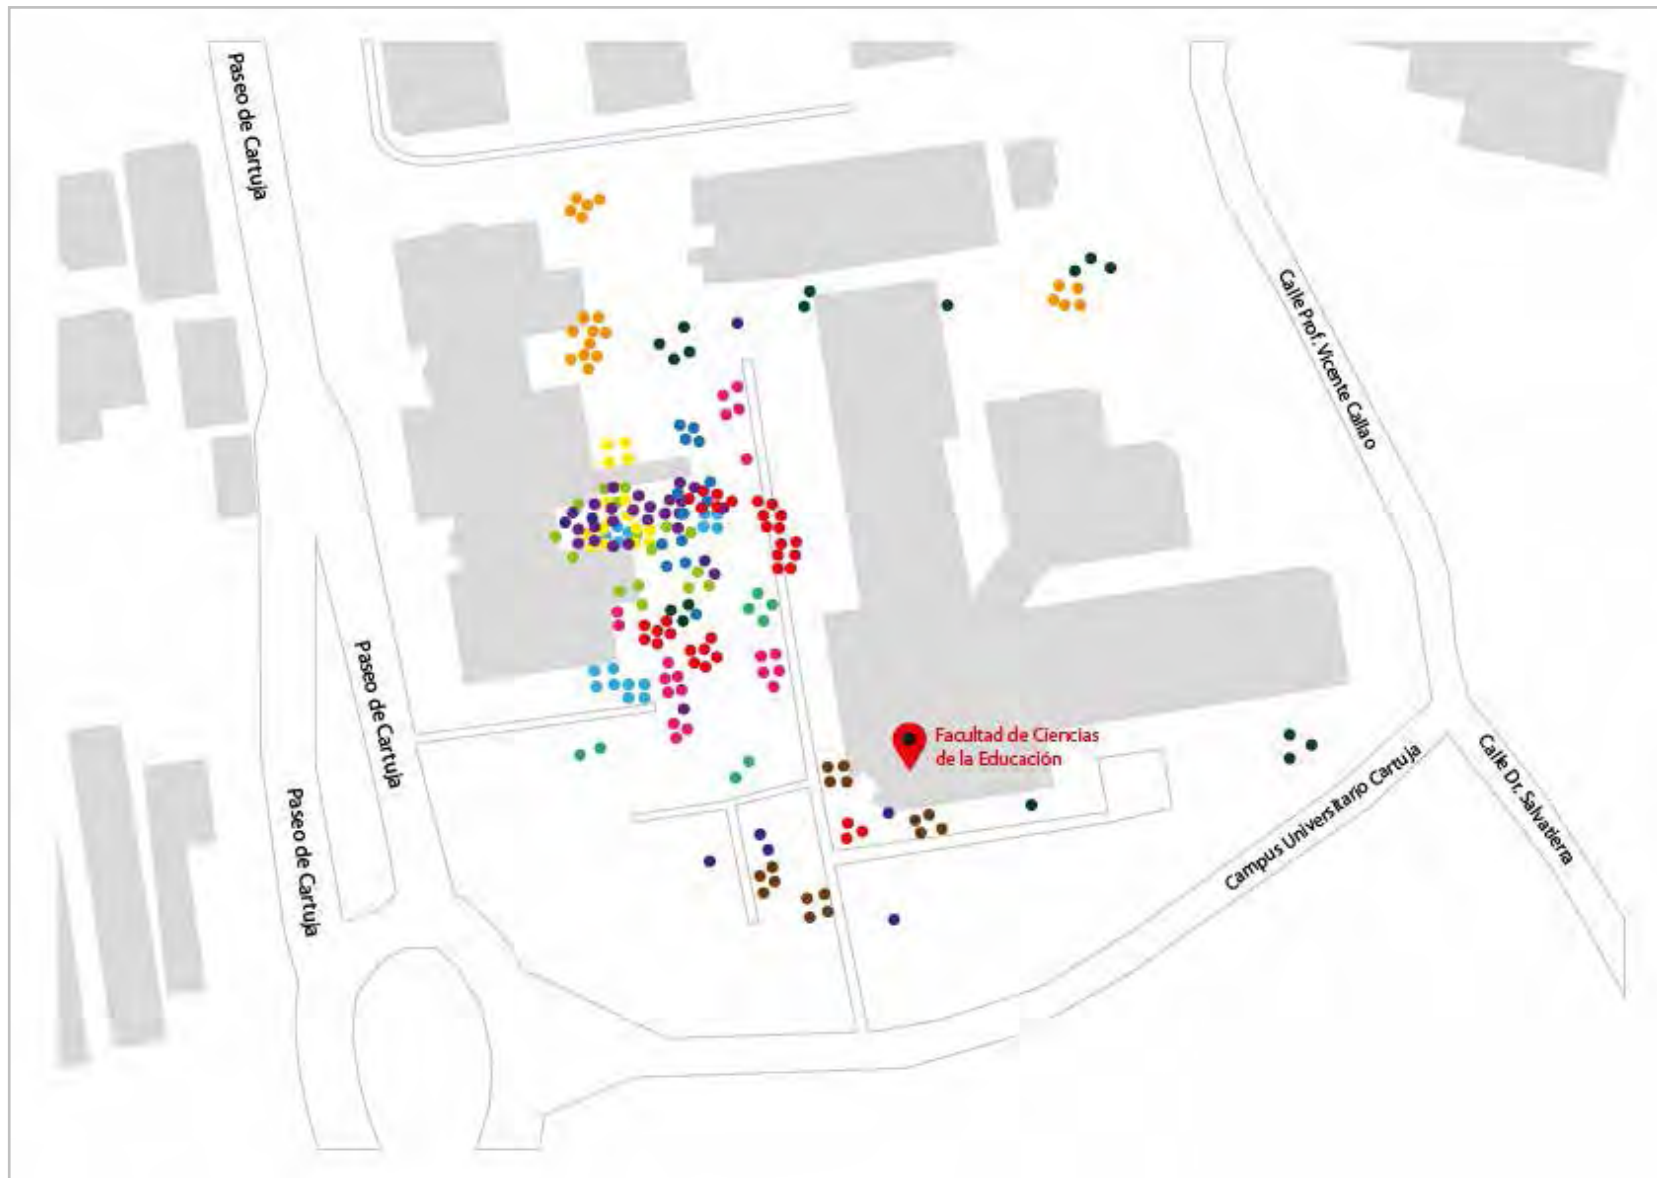 Paseo de Cartuja
Calle Prof. Vicente Callao
Paseo de Cartuja
Facultad de Ciencias
de la Educación
Paseo de Cartuja
Campus Universitario Cartuja
Calle Dr. Salvatierra